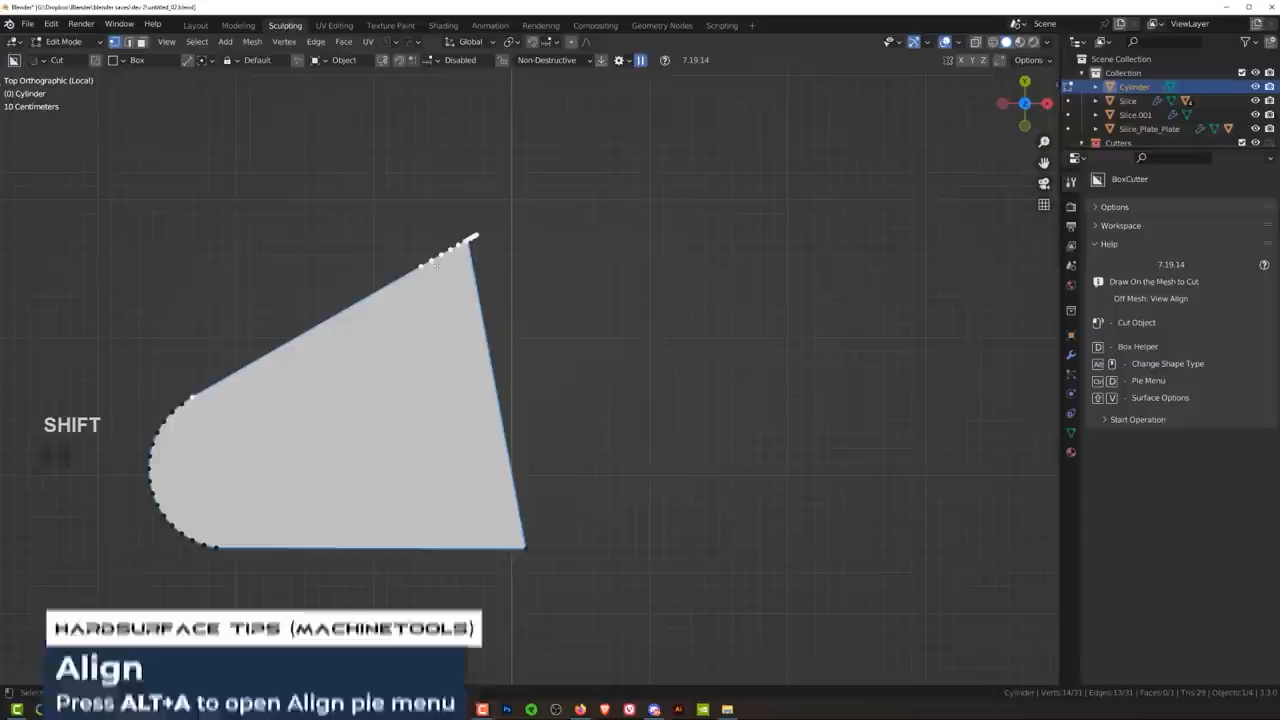 Blender* [G:\Dropbox\Blender\blender saves\dev 2\untitled_02.blend]
File Edit Render Window Help Layout Modeling Sculpting UV Editing Texture Paint Shading Animation Rendering Compositing Geometry Nodes Scripting + Scene ViewLayer
Edit Mode View Select Add Mesh Vertex Edge Face UV Global
Cut Box Default Object Disabled Non-Destructive 7.19.14 X Y Z Options
Top Orthographic (Local)
(0) Cylinder
10 Centimeters
Y
Z
X
Scene Collection
Collection
Cylinder
Slice
Slice.001
Slice_Plate_Plate
Cutters
BoxCutter
Options
Workspace
Help
7.19.14
Draw On the Mesh to Cut
Off Mesh: View Align
- Cut Object
D - Box Helper
Alt - Change Shape Type
Ctrl D - Pie Menu
V - Surface Options
Start Operation
SHIFT
HARDSURFACE TIPS (MACHINETOOLS)
Align
Press ALT+A to open Align pie menu
Select
Cylinder | Verts:14/31 | Edges:13/31 | Faces:0/1 | Tris:29 | Objects:1/4 | 3.3.0